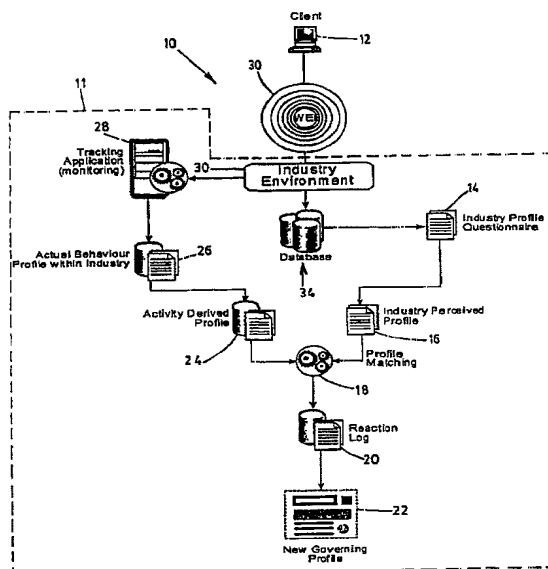 Client
12
10
30
WEB
11
28
Tracking
Application
(monitoring)
30
Industry
Environment
14
Industry Profile
Questionnaire
Database
34
Actual Behaviour
Profile within Industry
26
Activity Derived
Profile
24
Industry Perceived
Profile
16
Profile
Matching
18
Reaction
Log
20
22
New Governing
Profile